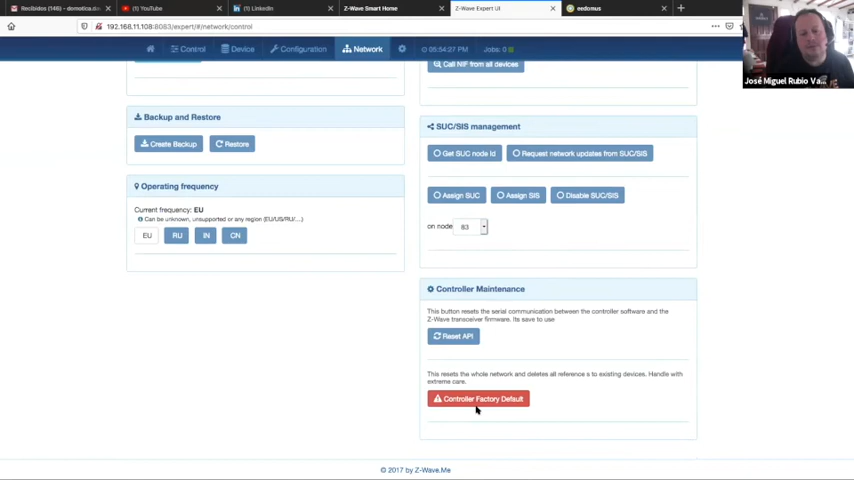 Recibidos (146) - domotica.da
YouTube
(1) LinkedIn
Z-Wave Smart Home
Z-Wave Expert UI
eedomus
192.168.11.108:8083/expert/#/network/control
Control
Device
Configuration
Network
05:54:27
Jobs: 0
José Miguel Rubio Va...
Call NIF from all devices
Backup and Restore
Create Backup
Restore
SUC/SIS management
Get SUC node Id
Request network updates from SUC/SIS
Assign SUC
Assign SIS
Disable SUC/SIS
on node 83
Operating frequency
Current frequency: EU
Can be unknown, unsupported or any region (EU/US/RU/...)
EU
RU
IN
CN
Controller Maintenance
This button resets the serial communication between the controller software and the
Z-Wave transceiver firmware. Its save to use
Reset API
This resets the whole network and deletes all reference s to existing devices. Handle with
extreme care.
Controller Factory Default
© 2017 by Z-Wave.Me